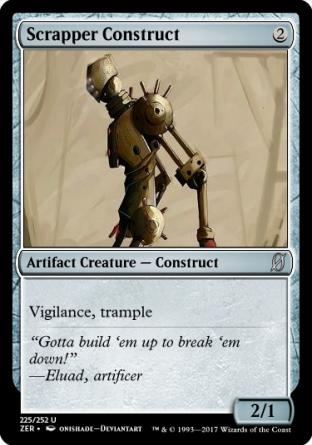 Scrapper Construct 2
Artifact Creature — Construct
Vigilance, trample
“Gotta build ‘em up to break ‘em
down!”
—Eluad, artificer
2/1
225/252 U
ZER • ONISHADE—DEVIANTART ™ & © 1993—2017 Wizards of the Coast